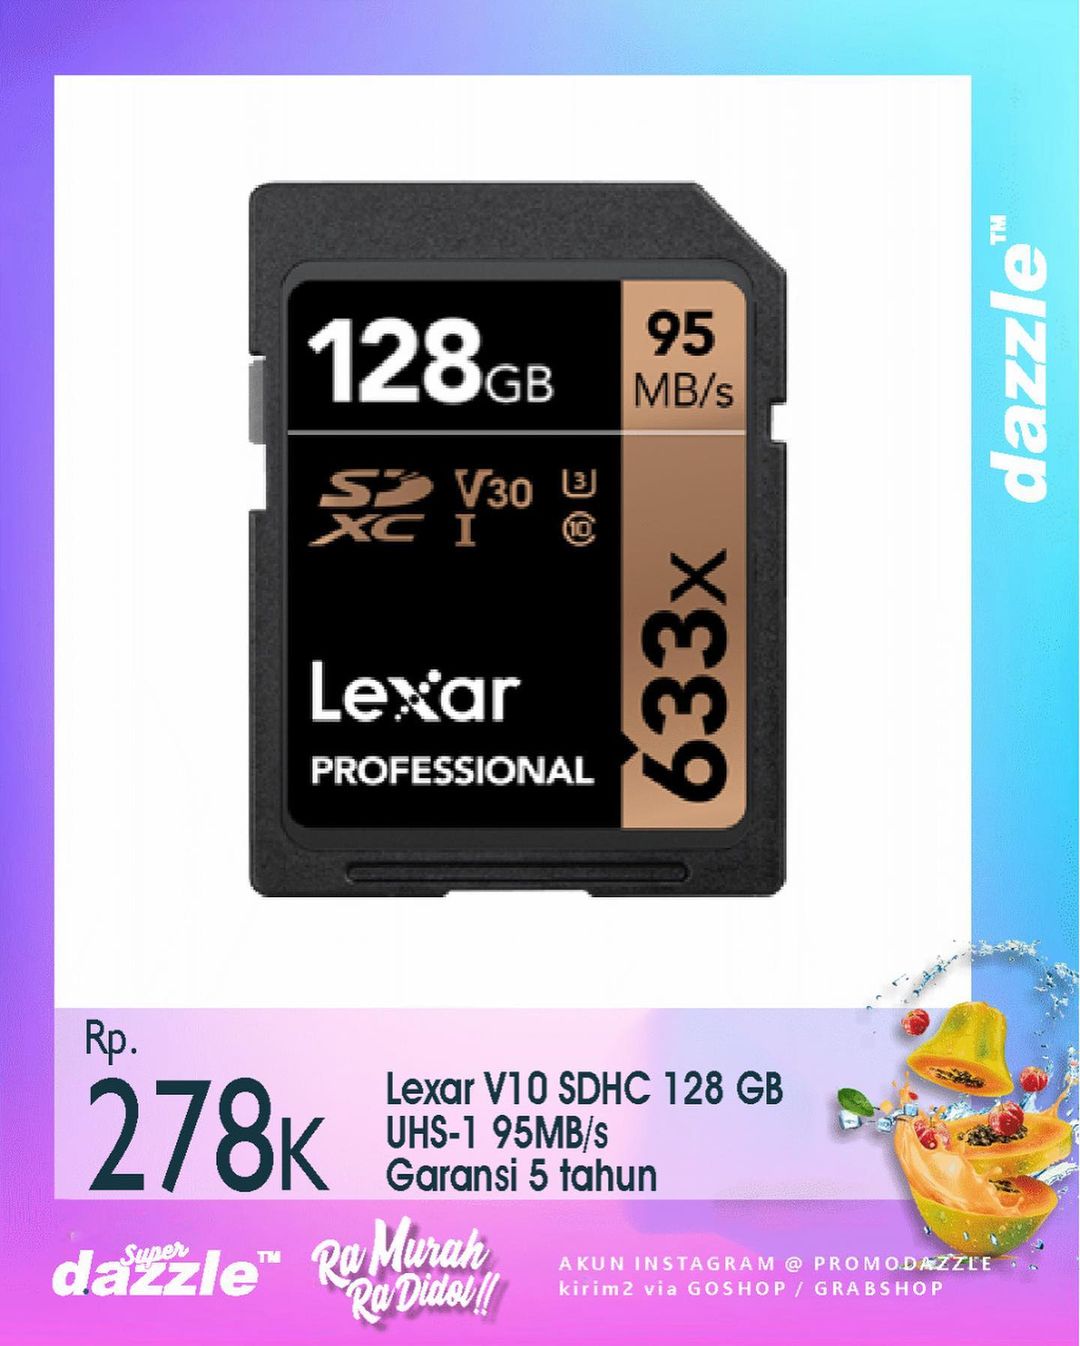 128GB
95
MB/s
SD
XC
V30
I
3
10
633x
Lexar
PROFESSIONAL
dazzle™
Rp.
278K
Lexar V10 SDHC 128 GB
UHS-1 95MB/s
Garansi 5 tahun
Super
dazzle™
Ra Murah
Ra Didol!!
AKUN INSTAGRAM @ PROMODAZZLE
kirim2 via GOSHOP / GRABSHOP